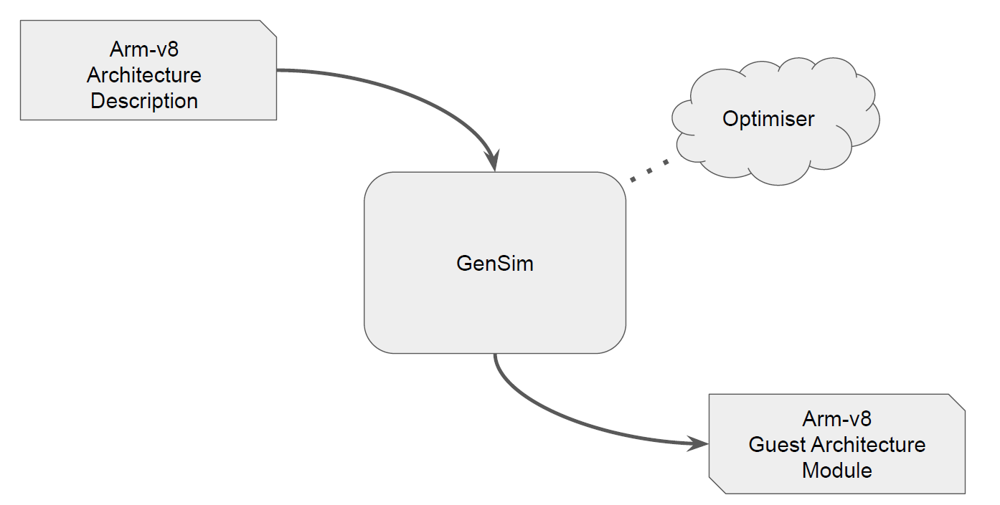 Arm-v8
Architecture
Description
Optimiser
GenSim
Arm-v8
Guest Architecture
Module